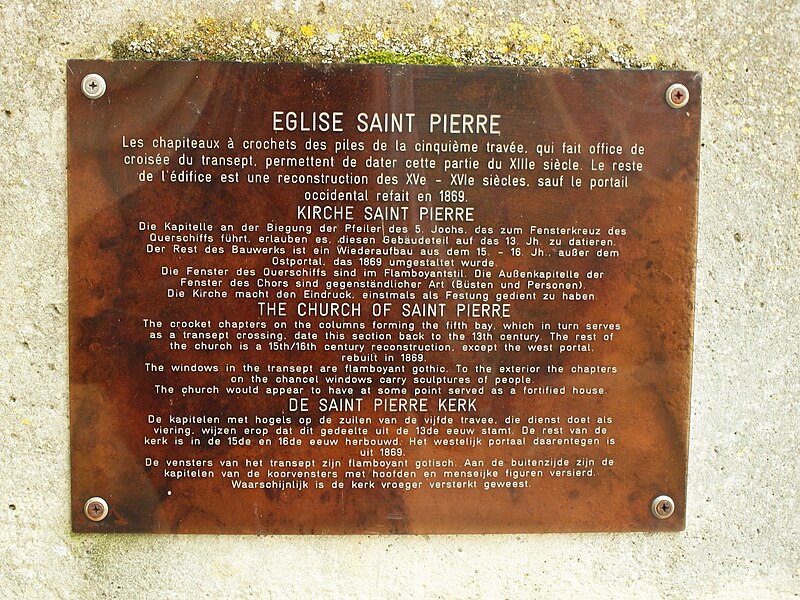 EGLISE SAINT PIERRE
Les chapiteaux à crochets des piles de la cinquième travée, qui fait office de
croisée du transept, permettent de dater cette partie du XIIIe siècle. Le reste
de l'édifice est une reconstruction des XVe - XVIe siècles, sauf le portail
occidental refait en 1869.
KIRCHE SAINT PIERRE
Die Kapitelle an der Biegung der Pfeiler des 5. Jochs, das zum Fensterkreuz des
Querschiffs führt, erlauben es, diesen Gebäudeteil auf das 13. Jh. zu datieren.
Der Rest des Bauwerks ist ein Wiederaufbau aus dem 15. - 16. Jh., außer dem
Ostportal, das 1869 umgestaltet wurde.
Die Fenster des Querschiffs sind im Flamboyantstil. Die Außenkapitelle der
Fenster des Chors sind gegenständlicher Art (Büsten und Personen).
Die Kirche macht den Eindruck, einstmals als Festung gedient zu haben.
THE CHURCH OF SAINT PIERRE
The crocket chapters on the columns forming the fifth bay, which in turn serves
as a transept crossing, date this section back to the 13th century. The rest of
the church is a 15th/16th century reconstruction, except the west portal,
rebuilt in 1869.
The windows in the transept are flamboyant gothic. To the exterior the chapters
on the chancel windows carry sculptures of people.
The church would appear to have at some point served as a fortified house.
DE SAINT PIERRE KERK
De kapitelen met hogels op de zuilen van de vijfde travee, die dienst doet als
viering, wijzen erop dat dit gedeelte uit de 13de eeuw stamt. De rest van de
kerk is in de 15de en 16de eeuw herbouwd. Het westelijk portaal daarentegen is
uit 1869.
De vensters van het transept zijn flamboyant gotisch. Aan de buitenzijde zijn de
kapitelen van de koorvensters met hoofden en menseijke figuren versierd.
Waarschijnlijk is de kerk vroeger versterkt geweest.